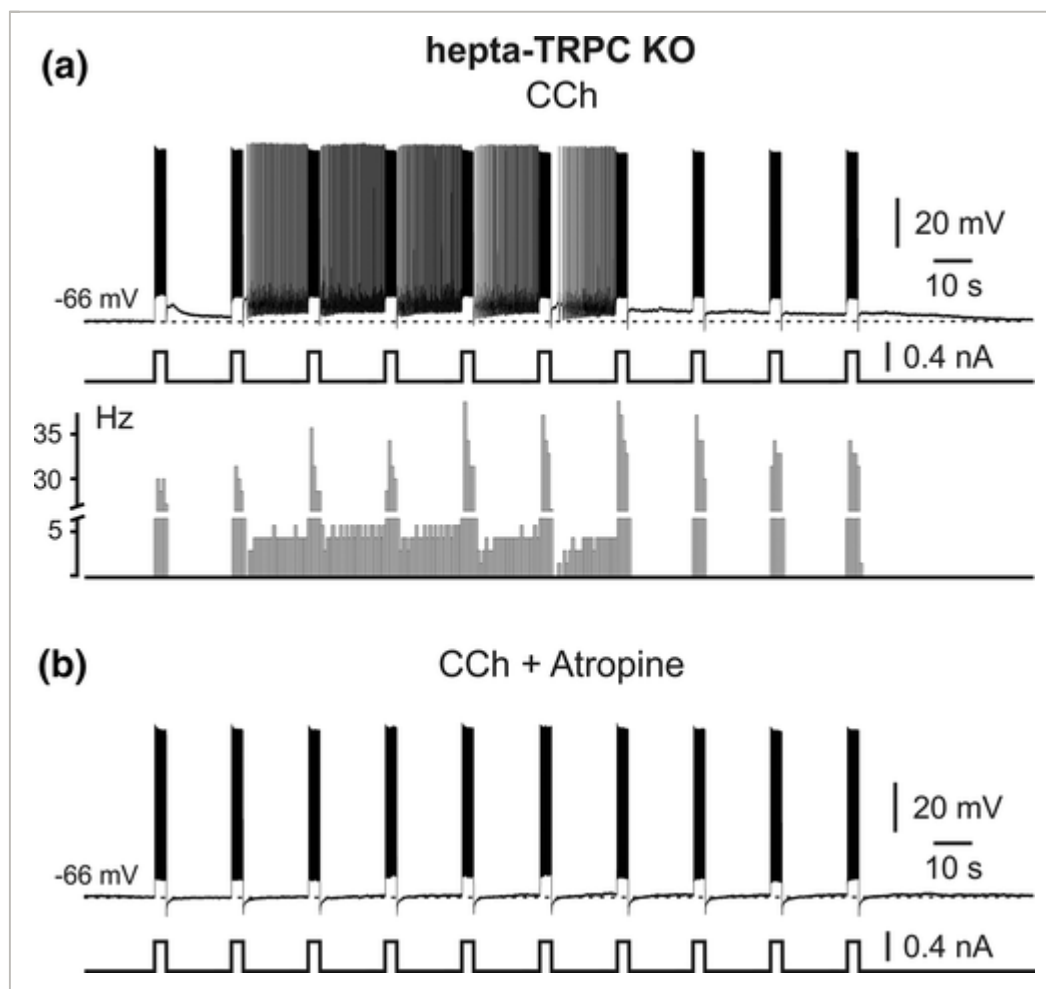 (a)
hepta-TRPC KO
CCh
20 mV
10 s
-66 mV
0.4 nA
Hz
35
30
5
(b)
CCh + Atropine
20 mV
10 s
-66 mV
0.4 nA